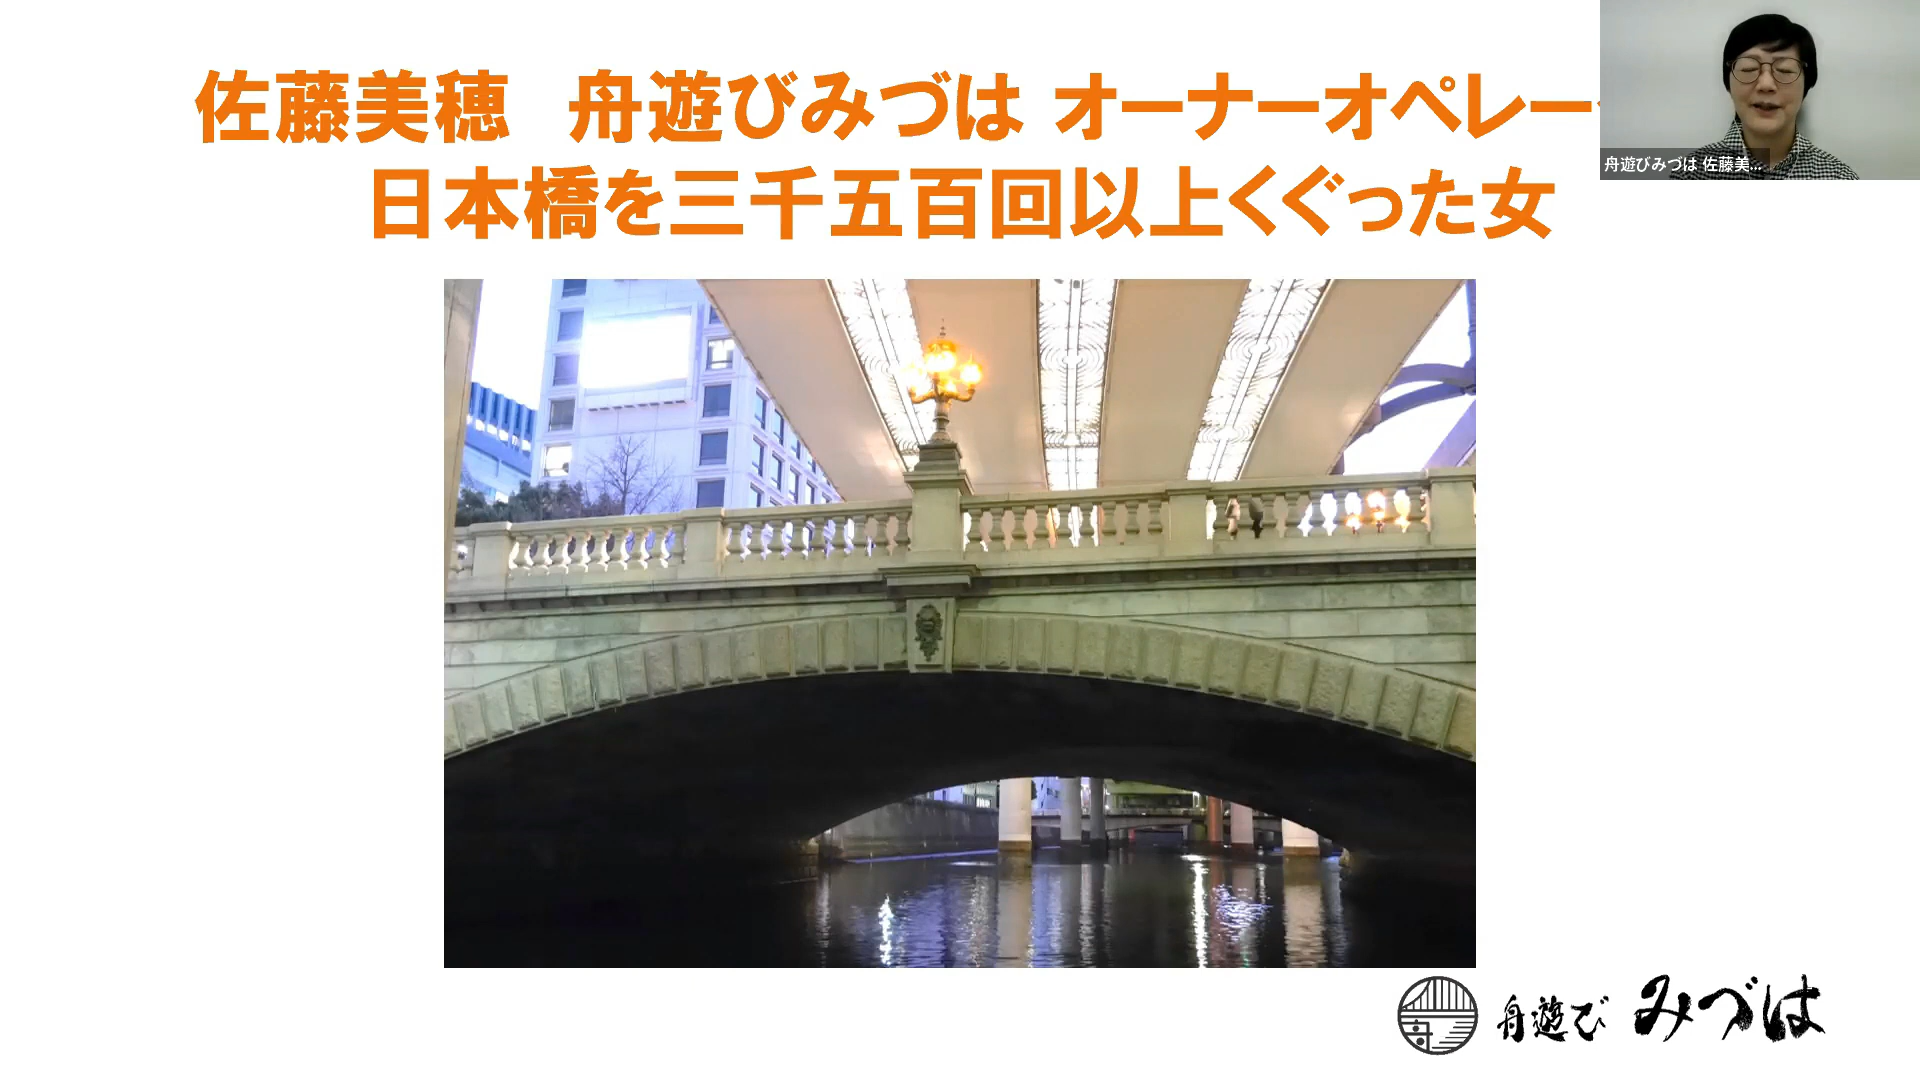 佐藤美穂　舟遊びみづは オーナーオペレー
日本橋を三千五百回以上くぐった女
舟遊びみづは 佐藤美...
舟遊び みづは